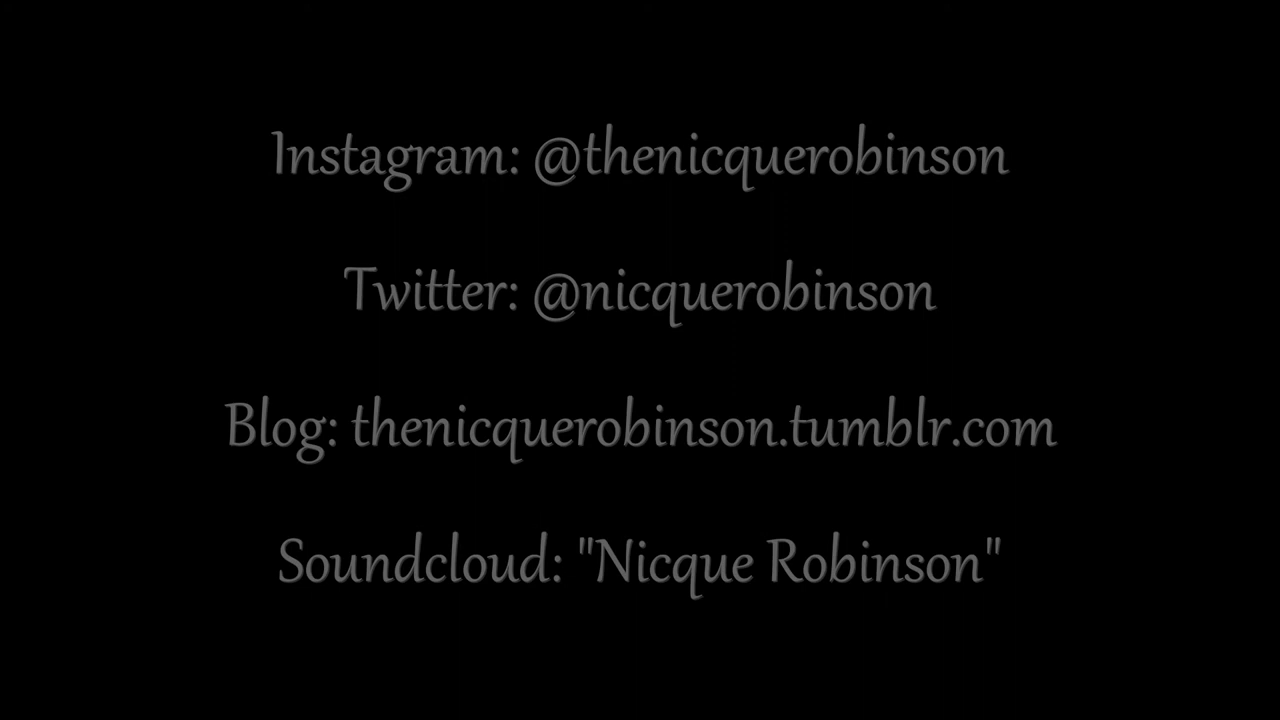 Instagram: @thenicquerobinson
Twitter: @nicquerobinson
Blog: thenicquerobinson.tumblr.com
Soundcloud: "Nicque Robinson"